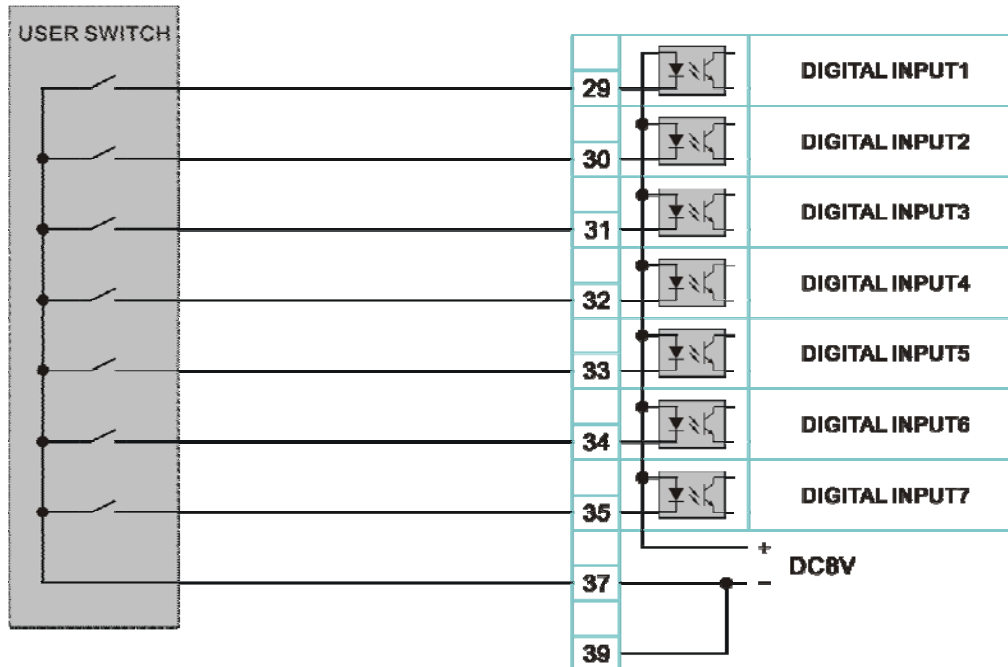 USER SWITCH
29 DIGITAL INPUT1
30 DIGITAL INPUT2
31 DIGITAL INPUT3
32 DIGITAL INPUT4
33 DIGITAL INPUT5
34 DIGITAL INPUT6
35 DIGITAL INPUT7
+
DC8V
37 −
39